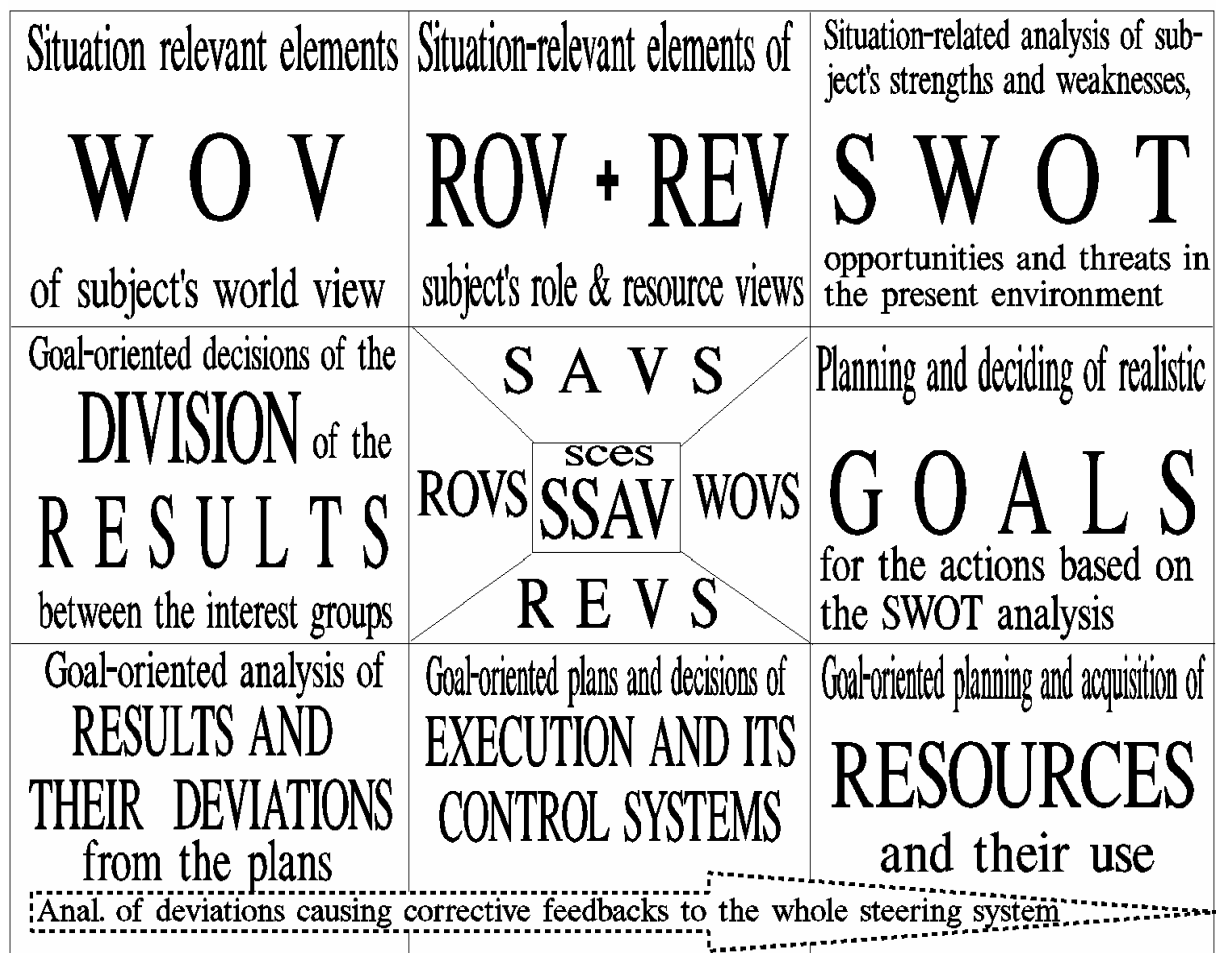 Situation relevant elements
W O V
of subject's world view
Situation-relevant elements of
ROV + REV
subject's role & resource views
Situation-related analysis of sub-
ject's strengths and weaknesses,
S W O T
opportunities and threats in
the present environment
Goal-oriented decisions of the
DIVISION of the
R E S U L T S
between the interest groups
S A V S
ROVS
sces
SSAV
WOVS
R E V S
Planning and deciding of realistic
G O A L S
for the actions based on
the SWOT analysis
Goal-oriented analysis of
RESULTS AND
THEIR DEVIATIONS
from the plans
Goal-oriented plans and decisions of
EXECUTION AND ITS
CONTROL SYSTEMS
Goal-oriented planning and acquisition of
RESOURCES
and their use
Anal. of deviations causing corrective feedbacks to the whole steering system